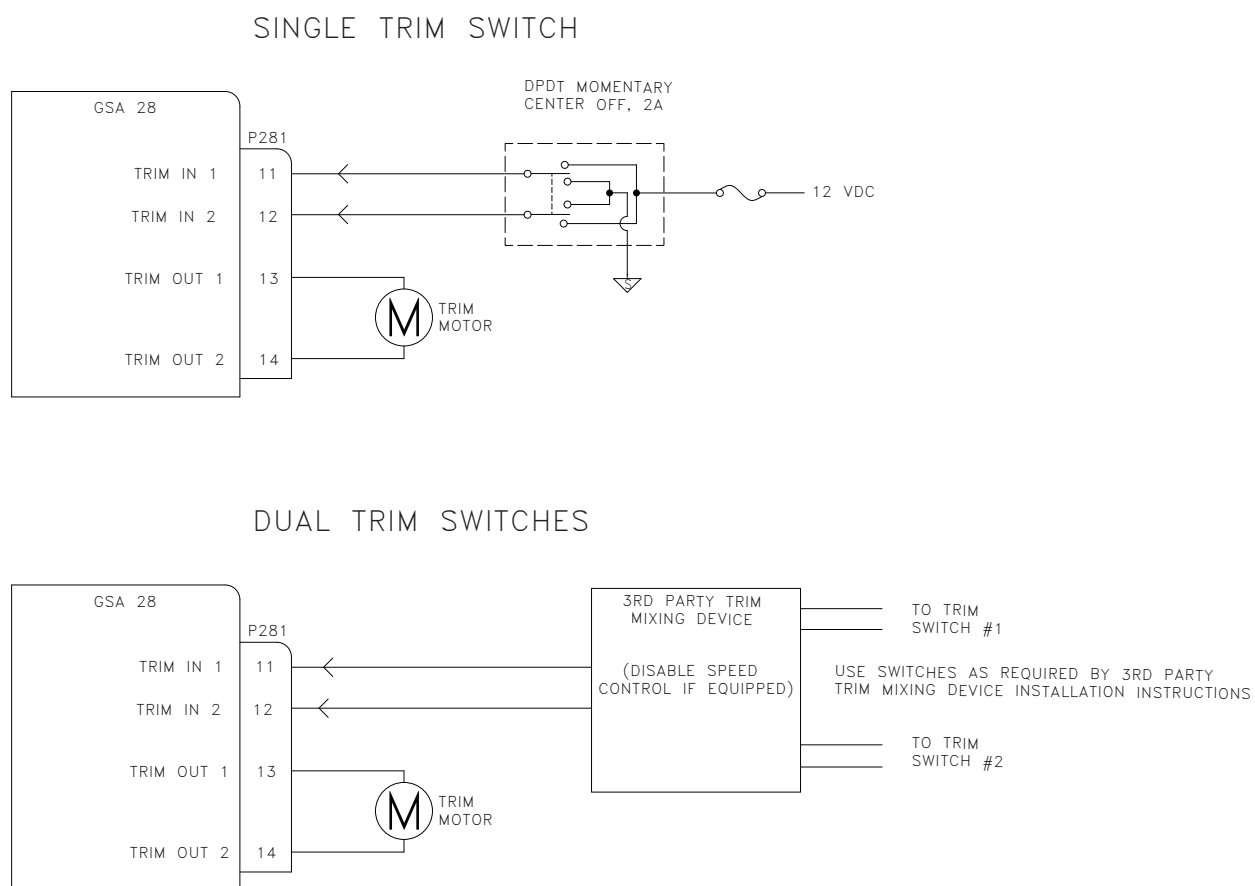 SINGLE TRIM SWITCH
DPDT MOMENTARY
CENTER OFF, 2A
GSA 28
P281
TRIM IN 1 11
TRIM IN 2 12
12 VDC
TRIM OUT 1 13
S
M
TRIM
MOTOR
TRIM OUT 2 14
DUAL TRIM SWITCHES
GSA 28
P281
3RD PARTY TRIM
MIXING DEVICE
(DISABLE SPEED
CONTROL IF EQUIPPED)
TO TRIM
SWITCH #1
USE SWITCHES AS REQUIRED BY 3RD PARTY
TRIM MIXING DEVICE INSTALLATION INSTRUCTIONS
TO TRIM
SWITCH #2
TRIM IN 1 11
TRIM IN 2 12
TRIM OUT 1 13
M
TRIM
MOTOR
TRIM OUT 2 14